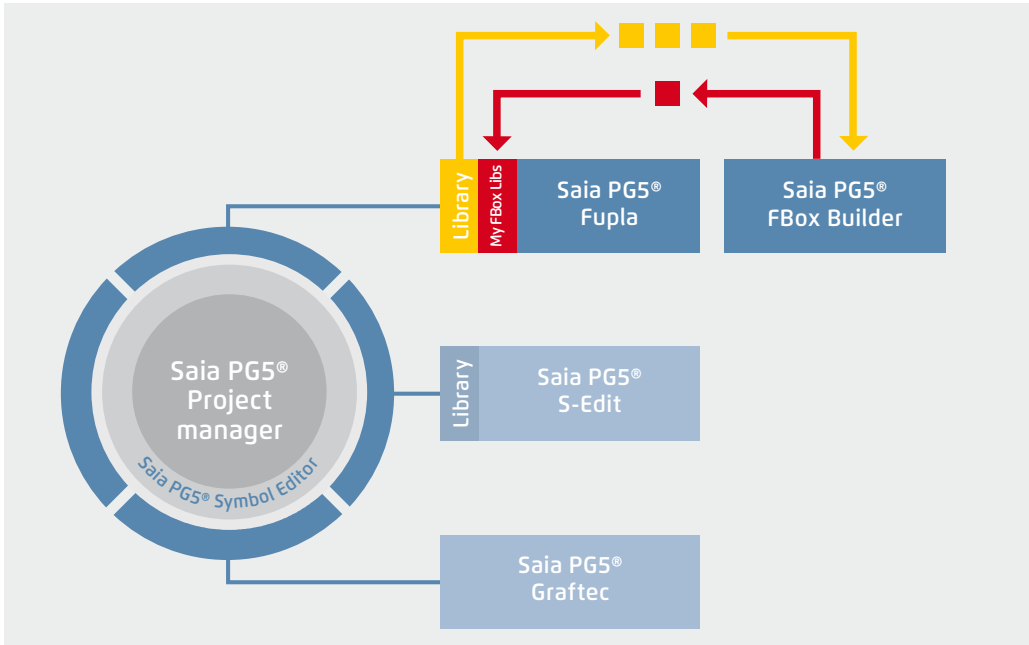 Library
My FBox Libs
Saia PG5®
Fupla
Saia PG5®
FBox Builder
Saia PG5®
Project
manager
Saia PG5® Symbol Editor
Library
Saia PG5®
S-Edit
Saia PG5®
Graftec